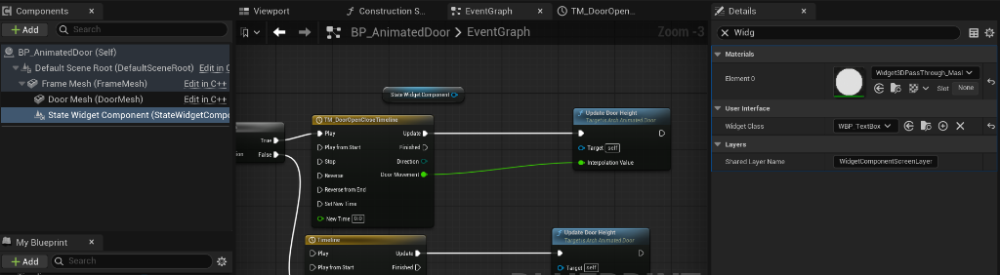 Components
Add
Search
BP_AnimatedDoor (Self)
Default Scene Root (DefaultSceneRoot) Edit in C
Frame Mesh (FrameMesh) Edit in C++
Door Mesh (DoorMesh) Edit in C++
State Widget Component (StateWidgetCompo
My Blueprint
Add
Search
Viewport
Construction S...
EventGraph
TM_DoorOpen...
BP_AnimatedDoor > EventGraph
Zoom -3
True
False
State Widget Component
TM_DoorOpenCloseTimeline
Play Update
Play from Start Finished
Stop Direction
Reverse Door Movement
Reverse from End
Set New Time
New Time 0.0
Update Door Height
Target is Arch Animated Door
Target self
Interpolation Value
Timeline
Play Update
Play from Start Finished
Update Door Height
Target is Arch Animated Door
Target self
Details
Widg
Materials
Element 0
Widget3DPassThrough_Mas
Slot None
User Interface
Widget Class WBP_TextBox
Layers
Shared Layer Name WidgetComponentScreenLayer